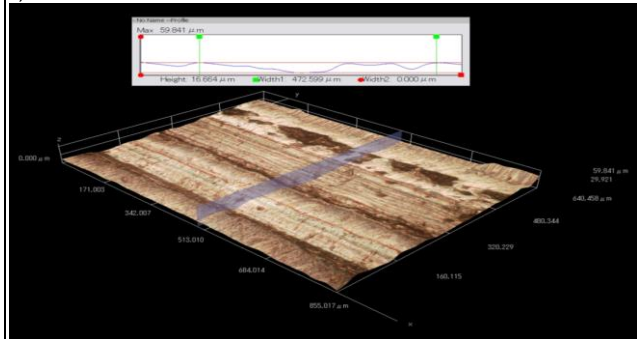 No Name - Profile
Max 59.841 μm
Height 16.664 μm Width1 472.599 μm Width2 0.000 μm
y
z
0.000 μm
171.003
342.007
513.010
684.014
855.017 μm
x
160.115
320.229
480.344
640.458 μm
29.921
59.841 μm